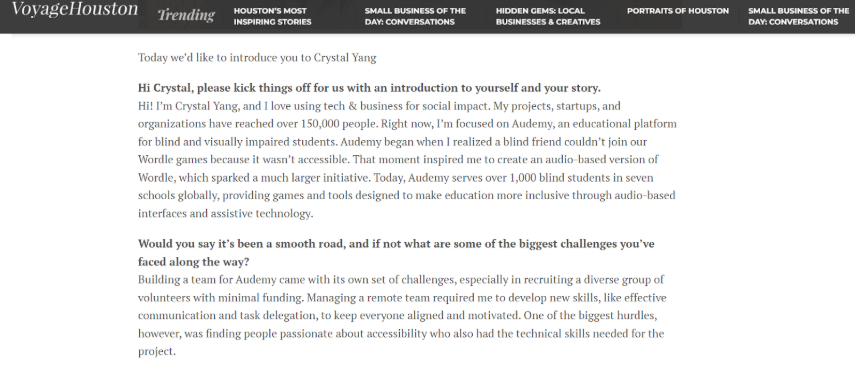 VoyageHouston
Trending
HOUSTON'S MOST
INSPIRING STORIES
SMALL BUSINESS OF THE
DAY: CONVERSATIONS
HIDDEN GEMS: LOCAL
BUSINESSES & CREATIVES
PORTRAITS OF HOUSTON
SMALL BUSINESS OF THE
DAY: CONVERSATIONS
Today we'd like to introduce you to Crystal Yang
Hi Crystal, please kick things off for us with an introduction to yourself and your story.
Hi! I'm Crystal Yang, and I love using tech & business for social impact. My projects, startups, and
organizations have reached over 150,000 people. Right now, I'm focused on Audemy, an educational platform
for blind and visually impaired students. Audemy began when I realized a blind friend couldn't join our
Wordle games because it wasn't accessible. That moment inspired me to create an audio-based version of
Wordle, which sparked a much larger initiative. Today, Audemy serves over 1,000 blind students in seven
schools globally, providing games and tools designed to make education more inclusive through audio-based
interfaces and assistive technology.
Would you say it's been a smooth road, and if not what are some of the biggest challenges you've
faced along the way?
Building a team for Audemy came with its own set of challenges, especially in recruiting a diverse group of
volunteers with minimal funding. Managing a remote team required me to develop new skills, like effective
communication and task delegation, to keep everyone aligned and motivated. One of the biggest hurdles,
however, was finding people passionate about accessibility who also had the technical skills needed for the
project.